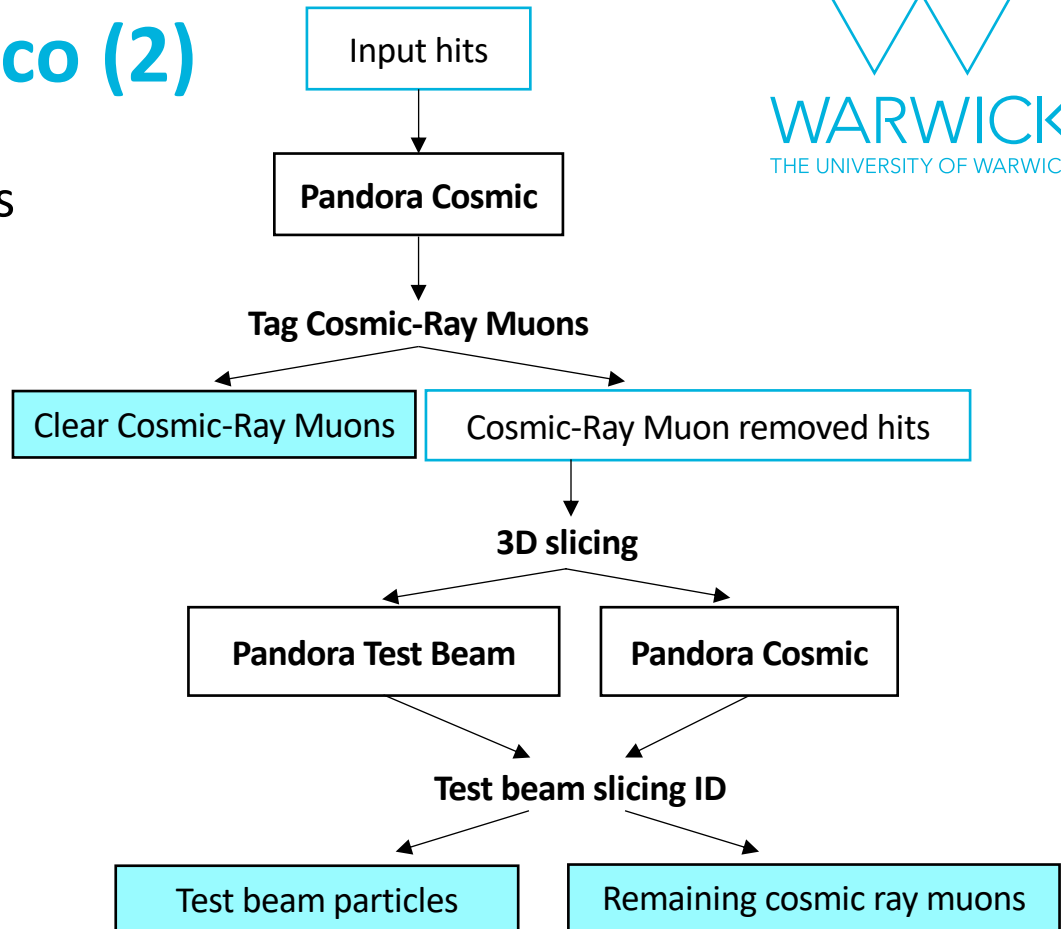 co (2)
Input hits
WARWICK
THE UNIVERSITY OF WARWIC
s
Pandora Cosmic
Tag Cosmic-Ray Muons
Clear Cosmic-Ray Muons
Cosmic-Ray Muon removed hits
3D slicing
Pandora Test Beam
Pandora Cosmic
Test beam slicing ID
Test beam particles
Remaining cosmic ray muons